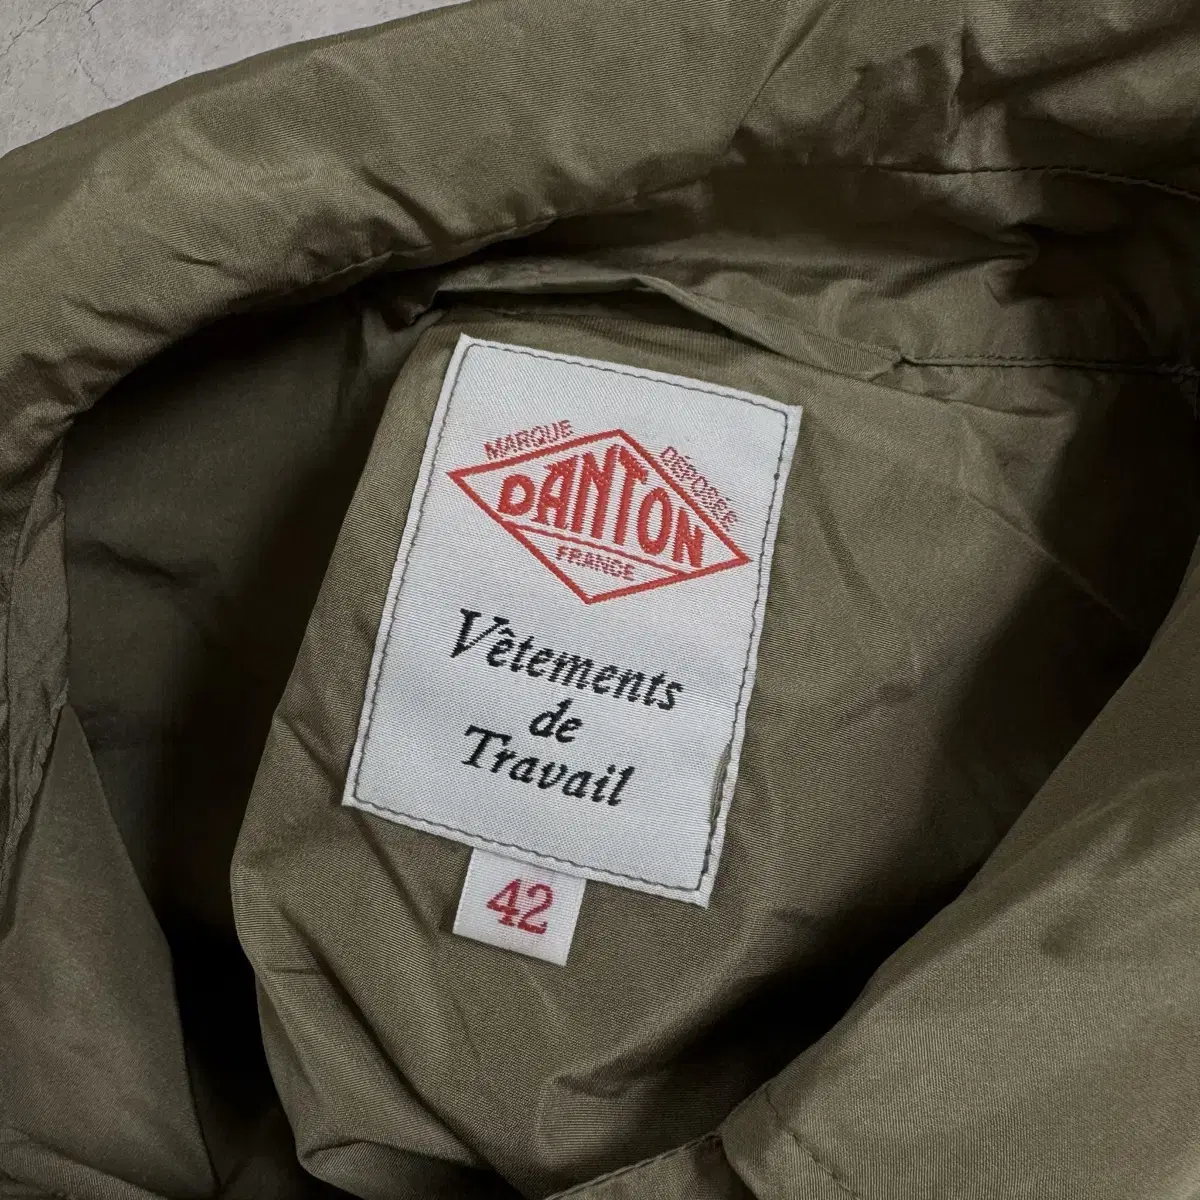 MARQUE DÉPOSÉE
DANTON
FRANCE
Vêtements
de
Travail
42